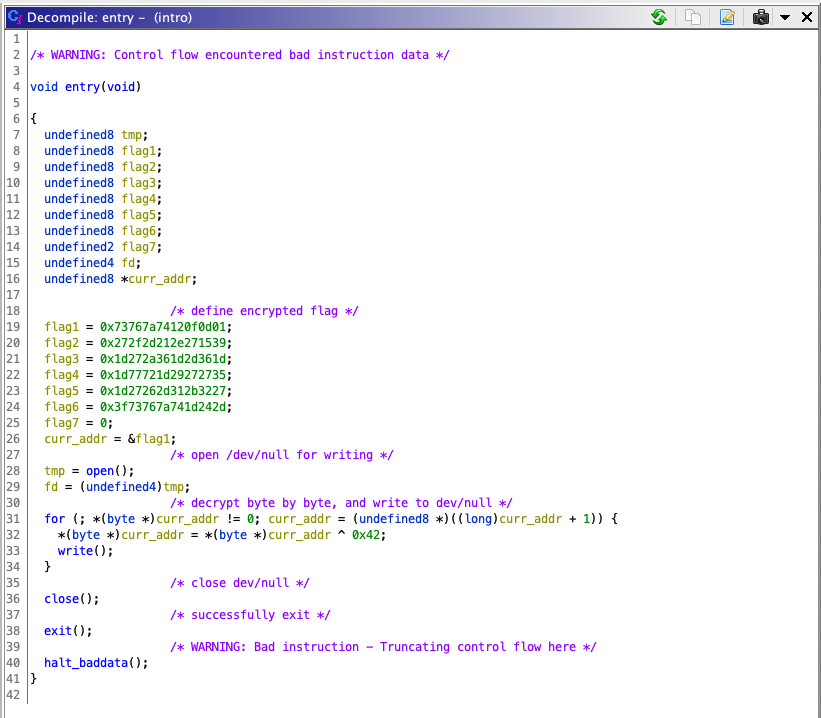 Decompile: entry - (intro)
1
2 /* WARNING: Control flow encountered bad instruction data */
3
4 void entry(void)
5
6 {
7 undefined8 tmp;
8 undefined8 flag1;
9 undefined8 flag2;
10 undefined8 flag3;
11 undefined8 flag4;
12 undefined8 flag5;
13 undefined8 flag6;
14 undefined2 flag7;
15 undefined4 fd;
16 undefined8 *curr_addr;
17
18 /* define encrypted flag */
19 flag1 = 0x73767a74120f0d01;
20 flag2 = 0x272f2d212e271539;
21 flag3 = 0x1d272a361d2d361d;
22 flag4 = 0x1d77721d29272735;
23 flag5 = 0x1d27262d312b3227;
24 flag6 = 0x3f73767a741d242d;
25 flag7 = 0;
26 curr_addr = &flag1;
27 /* open /dev/null for writing */
28 tmp = open();
29 fd = (undefined4)tmp;
30 /* decrypt byte by byte, and write to dev/null */
31 for (; *(byte *)curr_addr != 0; curr_addr = (undefined8 *)((long)curr_addr + 1)) {
32 *(byte *)curr_addr = *(byte *)curr_addr ^ 0x42;
33 write();
34 }
35 /* close dev/null */
36 close();
37 /* successfully exit */
38 exit();
39 /* WARNING: Bad instruction - Truncating control flow here */
40 halt_baddata();
41 }
42